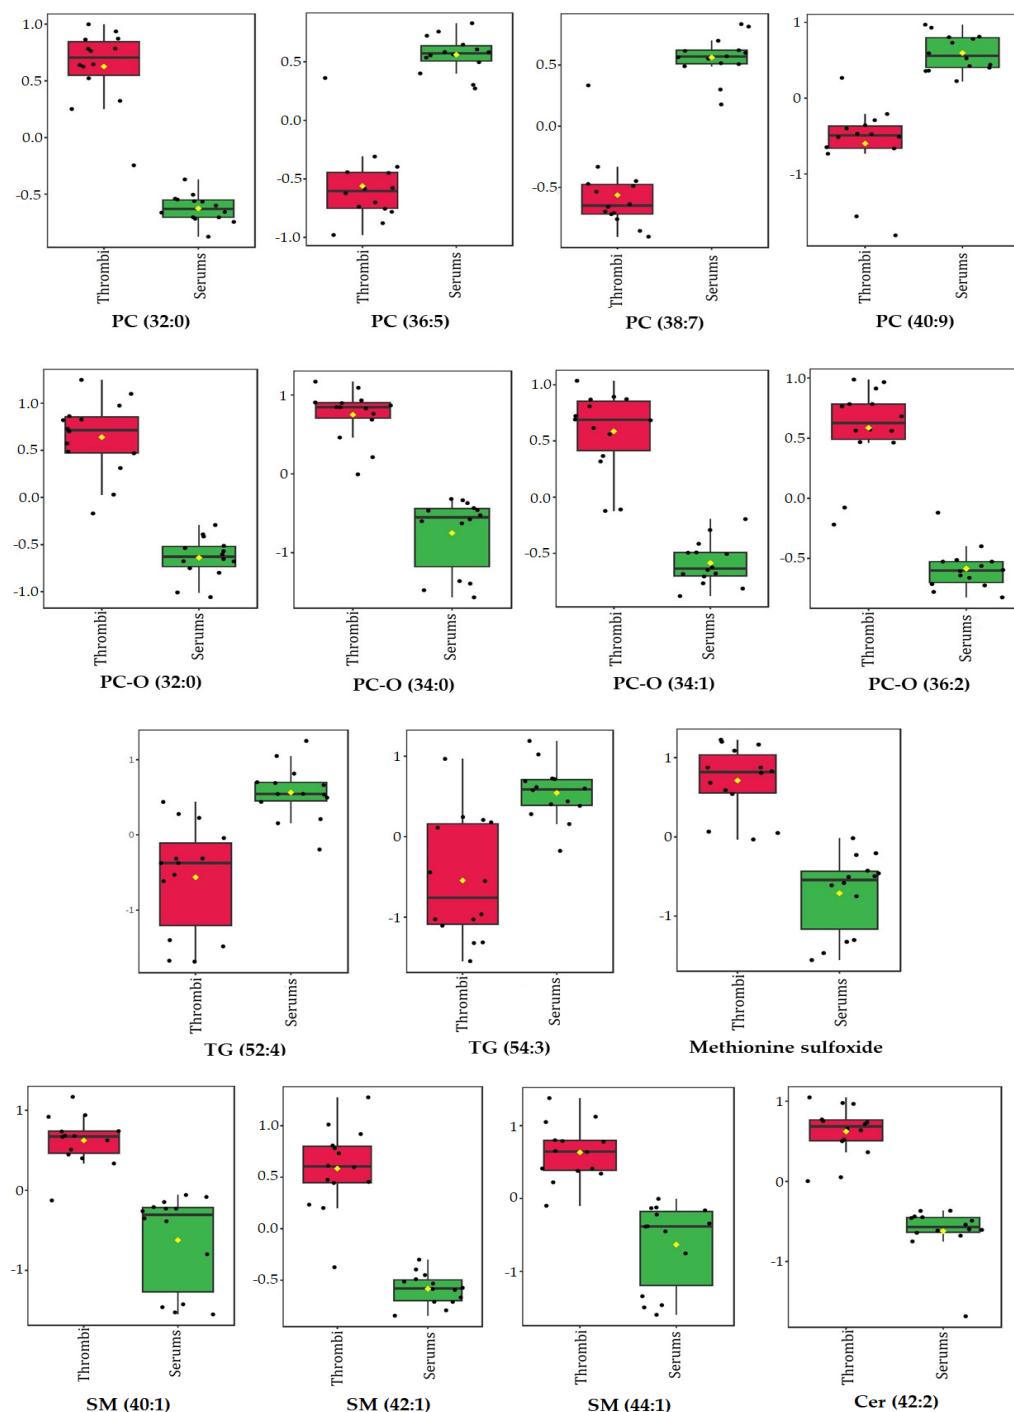 1.0
0.5
0.0
-0.5
Thrombi
Serums
PC (32:0)
0.5
0.0
-0.5
-1.0
Thrombi
Serums
PC (36:5)
0.5
0.0
-0.5
Thrombi
Serums
PC (38:7)
1
0
-1
Thrombi
Serums
PC (40:9)
1.0
0.5
0.0
-0.5
-1.0
Thrombi
Serums
PC-O (32:0)
1
0
-1
Thrombi
Serums
PC-O (34:0)
1.0
0.5
0.0
-0.5
Thrombi
Serums
PC-O (34:1)
1.0
0.5
0.0
-0.5
Thrombi
Serums
PC-O (36:2)
1
0
-1
Thrombi
Serums
TG (52:4)
1
0
-1
Thrombi
Serums
TG (54:3)
1
0
-1
Thrombi
Serums
Methionine sulfoxide
1
0
-1
Thrombi
Serums
SM (40:1)
1.0
0.5
0.0
-0.5
Thrombi
Serums
SM (42:1)
1
0
-1
Thrombi
Serums
SM (44:1)
1
0
-1
Thrombi
Serums
Cer (42:2)